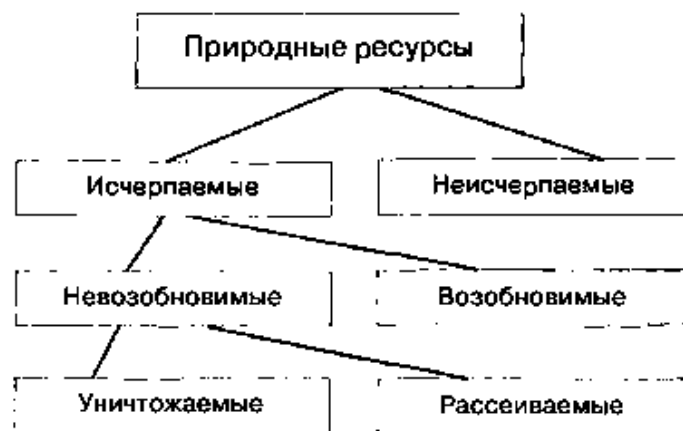 Природные ресурсы
Исчерпаемые
Неисчерпаемые
Невозобновимые
Возобновимые
Уничтожаемые
Рассеиваемые